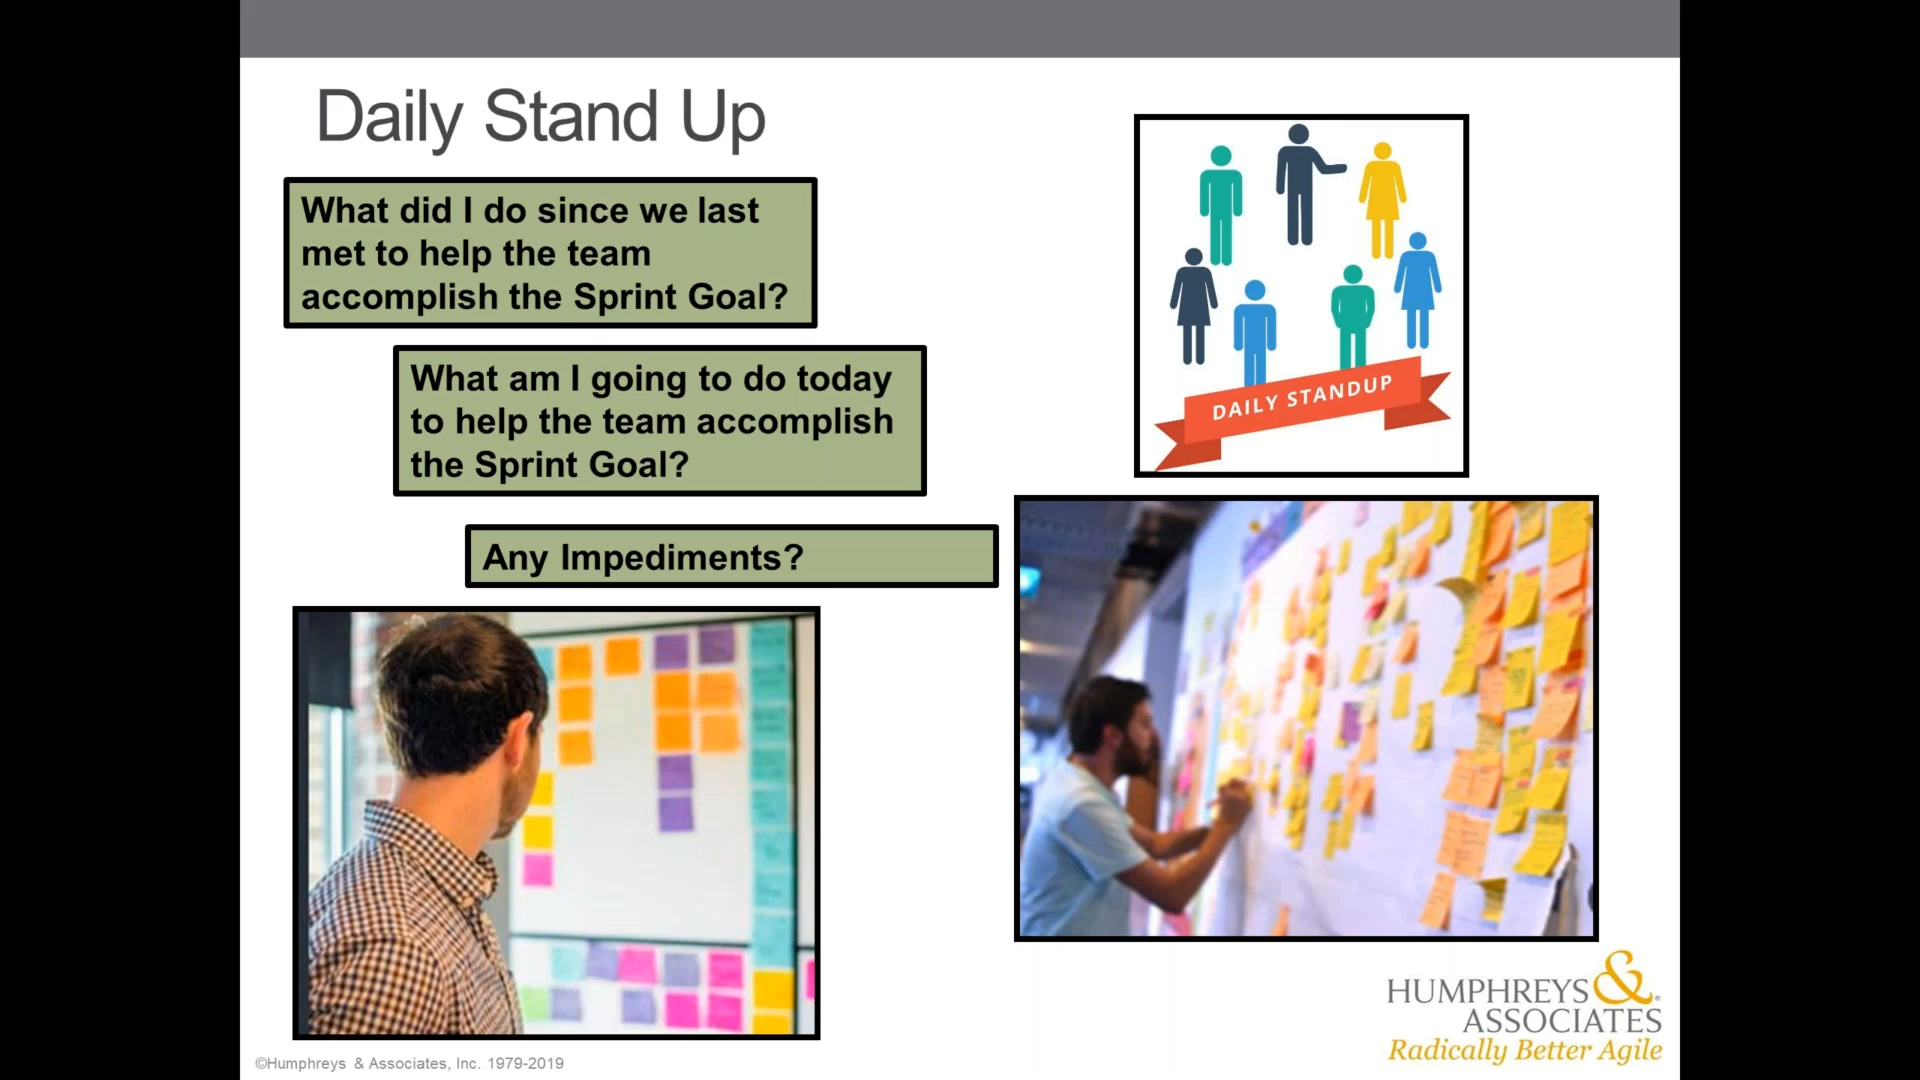 Daily Stand Up
What did I do since we last
met to help the team
accomplish the Sprint Goal?
What am I going to do today
to help the team accomplish
the Sprint Goal?
Any Impediments?
DAILY STANDUP
HUMPHREYS &
ASSOCIATES
Radically Better Agile
©Humphreys & Associates, Inc. 1979-2019